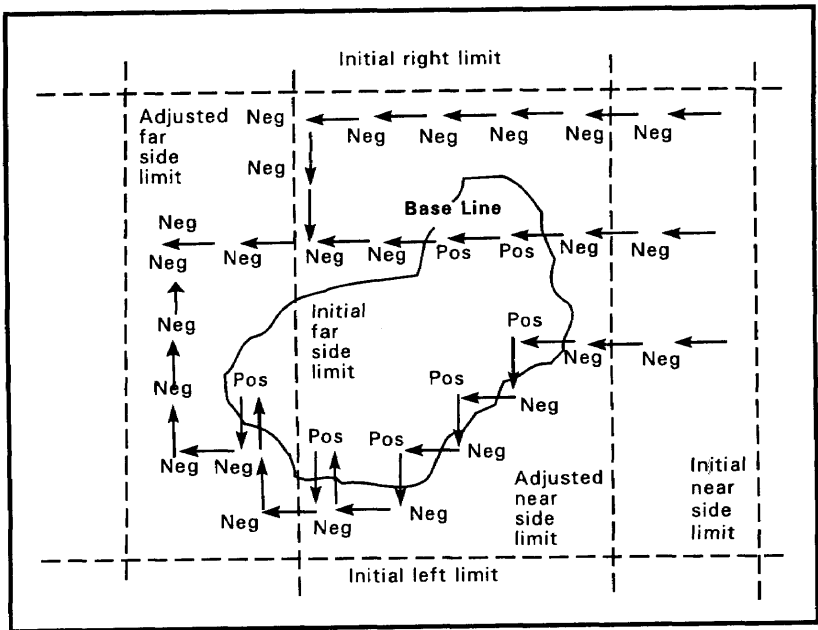 Initial right limit
Adjusted
far
side
limit
Neg
Neg Neg Neg Neg Neg
Neg
Base Line
Neg
Neg Neg Neg Neg Pos Pos Neg Neg
Initial
far
side
limit
Neg
Pos
Neg Neg
Neg
Pos
Pos
Neg
Pos
Pos
Neg
Neg
Neg
Adjusted
near
side
limit
Initial
near
side
limit
Neg
Neg
Neg
Initial left limit